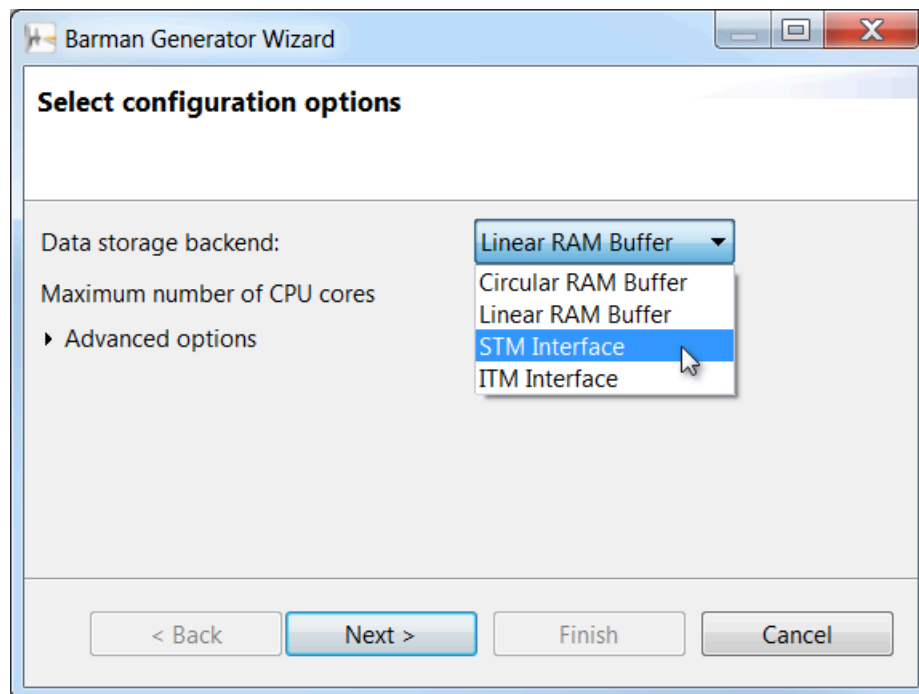 Barman Generator Wizard
Select configuration options
Data storage backend: Linear RAM Buffer
Circular RAM Buffer
Maximum number of CPU cores
Linear RAM Buffer
Advanced options
STM Interface
ITM Interface
< Back Next > Finish Cancel